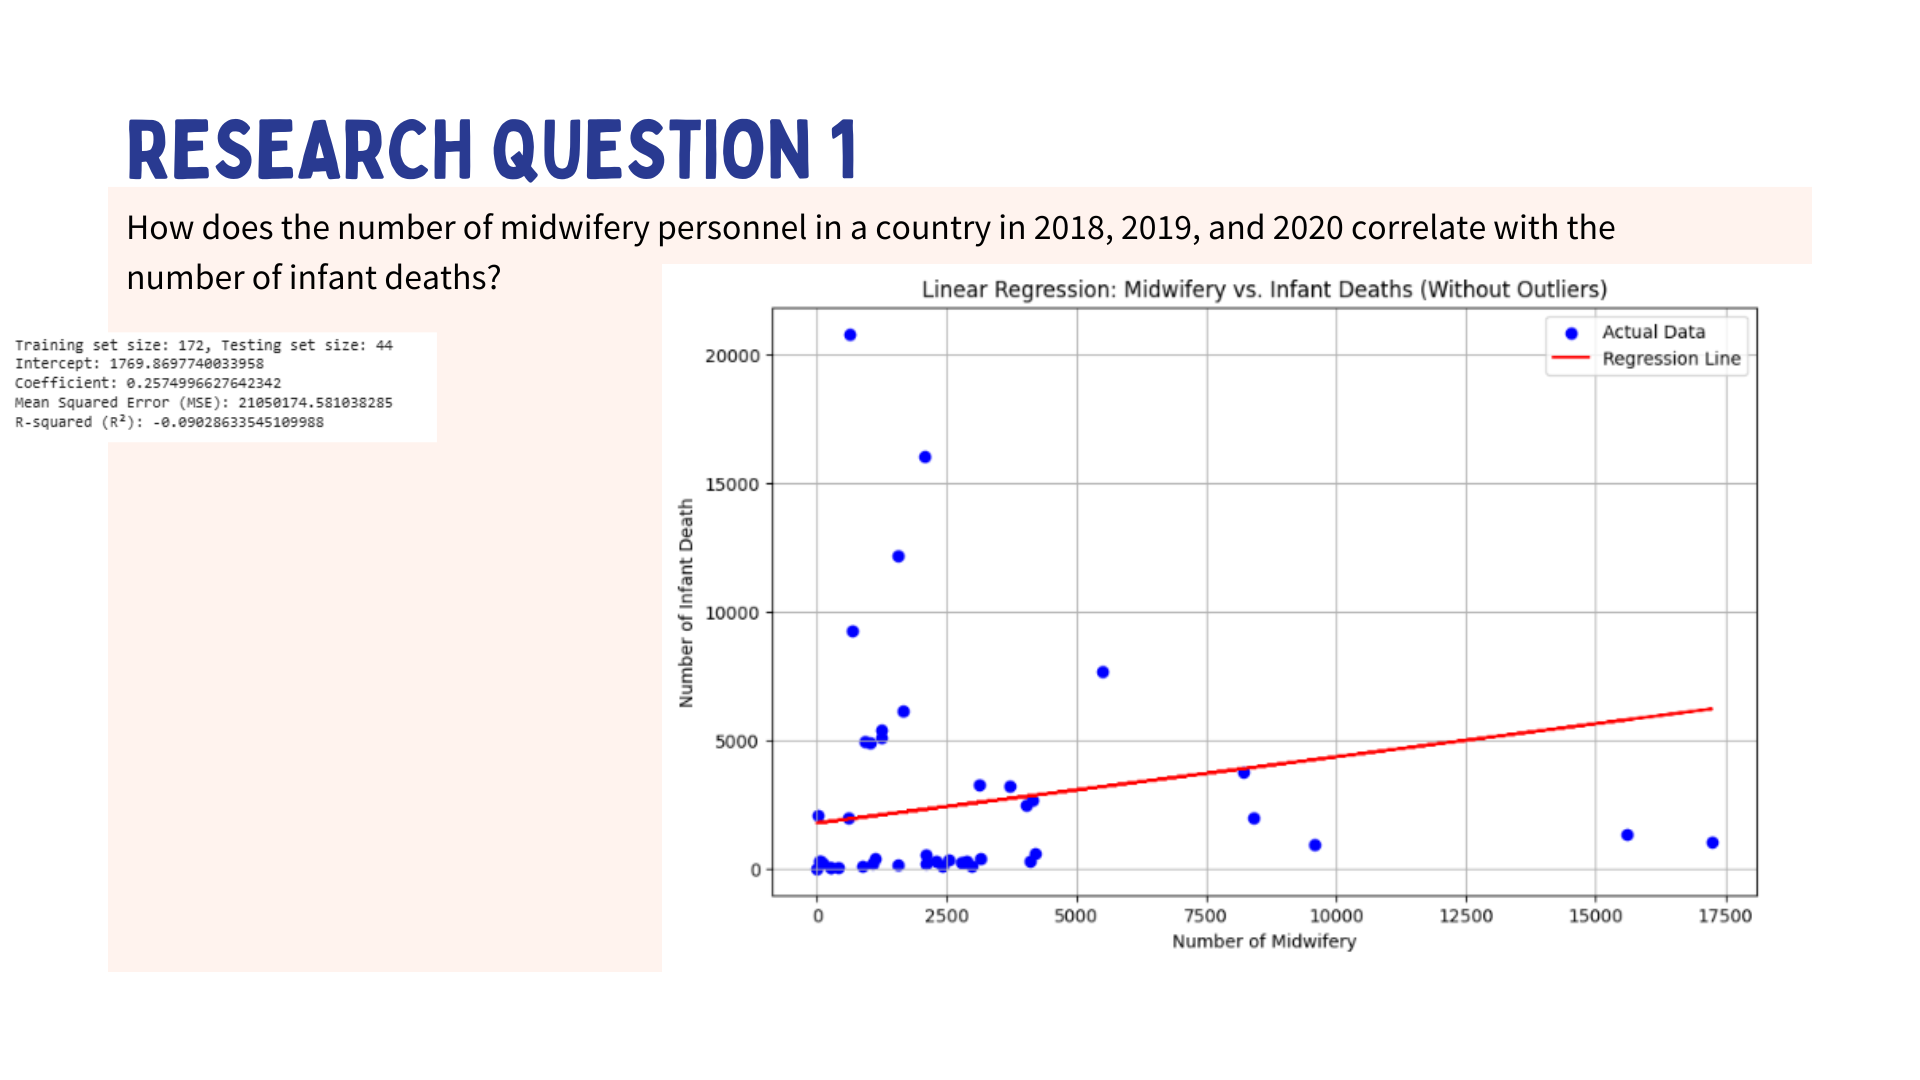 RESEARCH QUESTION 1
How does the number of midwifery personnel in a country in 2018, 2019, and 2020 correlate with the
number of infant deaths?
Training set size: 172, Testing set size: 44
Intercept: 1769.8697740033958
Coefficient: 0.2574996627642342
Mean Squared Error (MSE): 21050174.581038285
R-squared (R²): -0.09028633545109988
Linear Regression: Midwifery vs. Infant Deaths (Without Outliers)
Actual Data
Regression Line
Number of Infant Death
20000
15000
10000
5000
0
0 2500 5000 7500 10000 12500 15000 17500
Number of Midwifery